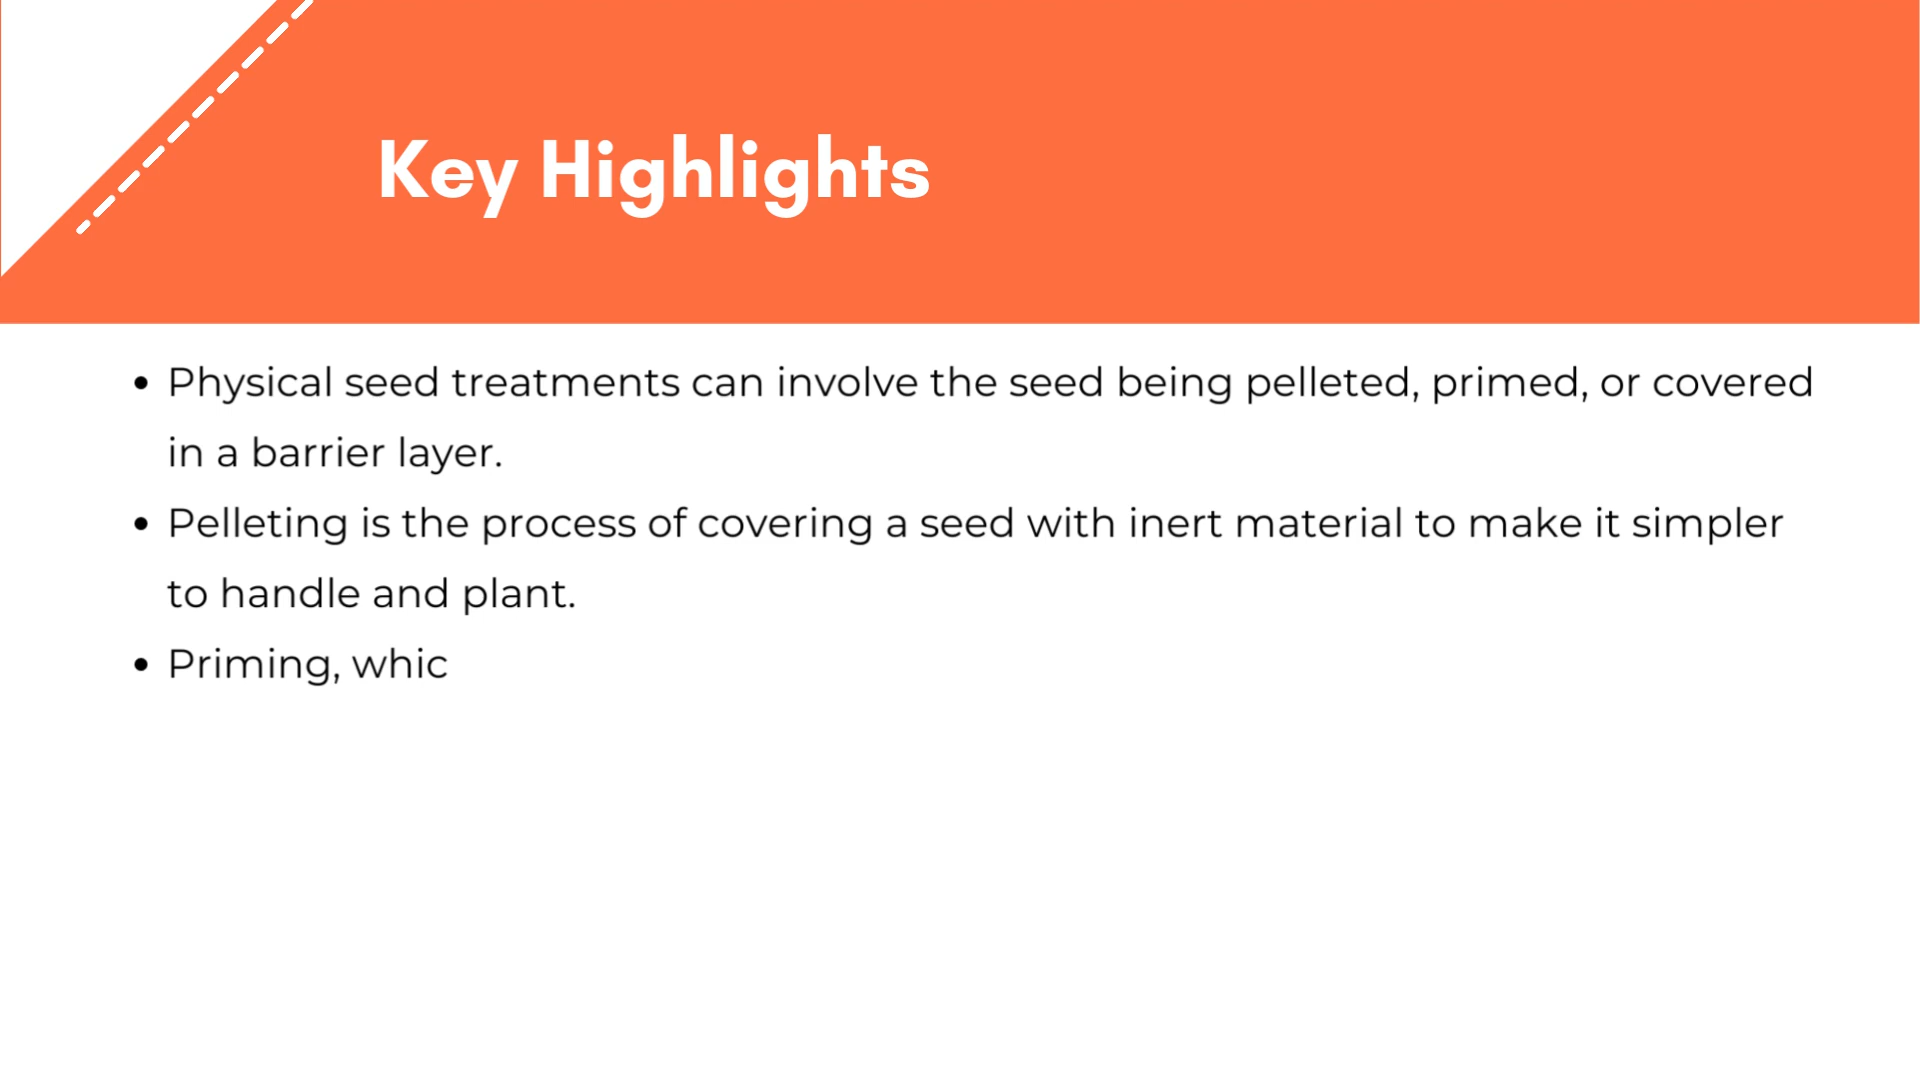 Key Highlights
• Physical seed treatments can involve the seed being pelleted, primed, or covered
in a barrier layer.
• Pelleting is the process of covering a seed with inert material to make it simpler
to handle and plant.
• Priming, whic